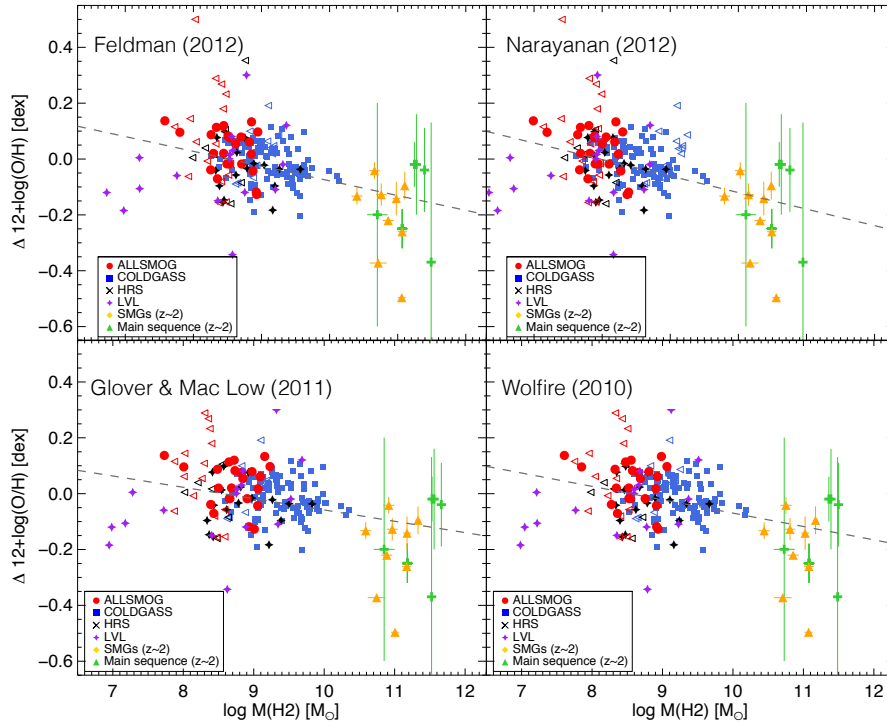 Feldman (2012)
Narayanan (2012)
Δ 12+log(O/H) [dex]
0.4
0.2
0.0
−0.2
−0.4
−0.6
ALLSMOG
COLDGASS
HRS
LVL
SMGs (z~2)
Main sequence (z~2)
ALLSMOG
COLDGASS
HRS
LVL
SMGs (z~2)
Main sequence (z~2)
Glover & Mac Low (2011)
Wolfire (2010)
Δ 12+log(O/H) [dex]
0.4
0.2
0.0
−0.2
−0.4
−0.6
ALLSMOG
COLDGASS
HRS
LVL
SMGs (z~2)
Main sequence (z~2)
ALLSMOG
COLDGASS
HRS
LVL
SMGs (z~2)
Main sequence (z~2)
7 8 9 10 11 12
7 8 9 10 11 12
log M(H2) [M⊙]
log M(H2) [M⊙]